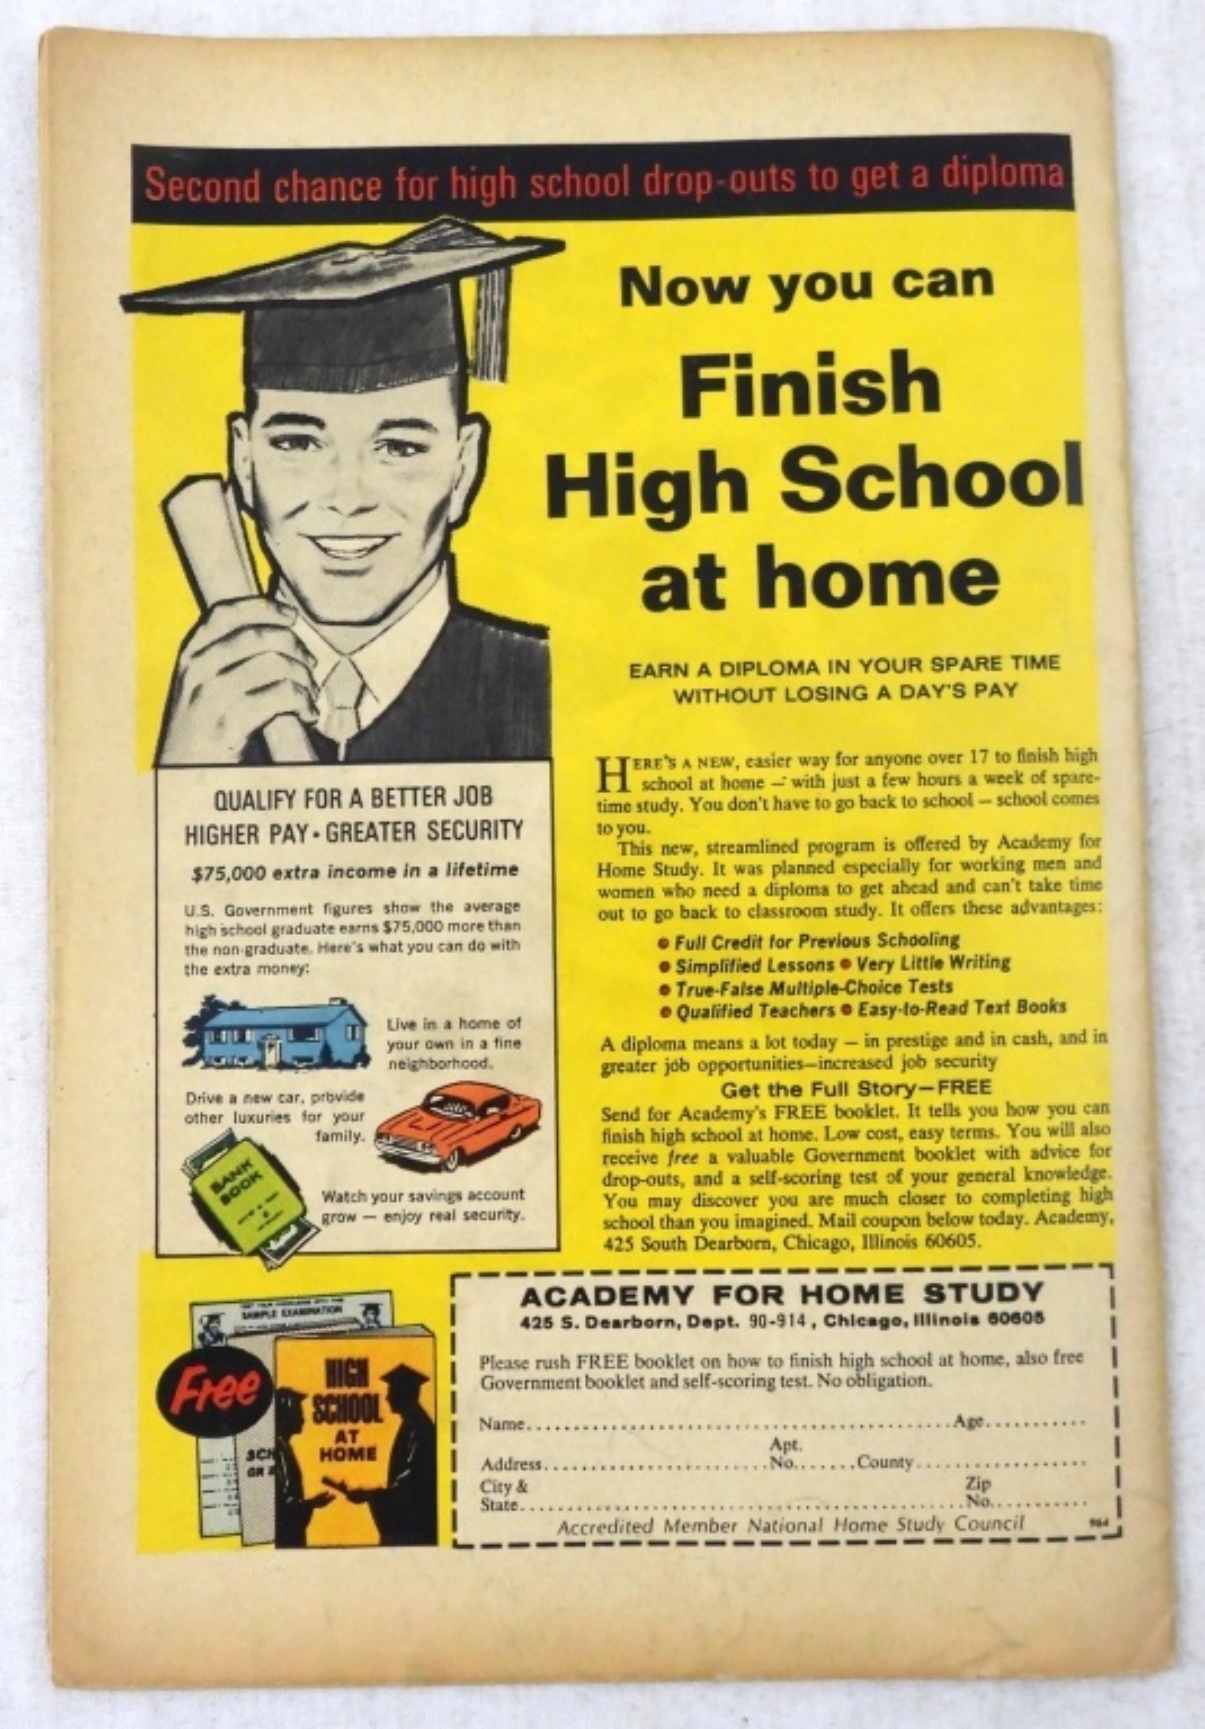 Second chance for high school drop-outs to get a diploma
Now you can
Finish
High School
at home
EARN A DIPLOMA IN YOUR SPARE TIME
WITHOUT LOSING A DAY'S PAY
QUALIFY FOR A BETTER JOB
HIGHER PAY • GREATER SECURITY
$75,000 extra income in a lifetime
U.S. Government figures show the average
high school graduate earns $75,000 more than
the non-graduate. Here's what you can do with
the extra money:
Live in a home of
your own in a fine
neighborhood.
Drive a new car, provide
other luxuries for your
family.
BANK
BOOK
Watch your savings account
grow — enjoy real security.
HERE'S A NEW, easier way for anyone over 17 to finish high
school at home — with just a few hours a week of spare-
time study. You don't have to go back to school — school comes
to you.
This new, streamlined program is offered by Academy for
Home Study. It was planned especially for working men and
women who need a diploma to get ahead and can't take time
out to go back to classroom study. It offers these advantages:
• Full Credit for Previous Schooling
• Simplified Lessons • Very Little Writing
• True-False Multiple-Choice Tests
• Qualified Teachers • Easy-to-Read Text Books
A diploma means a lot today — in prestige and in cash, and in
greater job opportunities—increased job security
Get the Full Story—FREE
Send for Academy's FREE booklet. It tells you how you can
finish high school at home. Low cost, easy terms. You will also
receive free a valuable Government booklet with advice for
drop-outs, and a self-scoring test of your general knowledge.
You may discover you are much closer to completing high
school than you imagined. Mail coupon below today. Academy,
425 South Dearborn, Chicago, Illinois 60605.
SAMPLE EXAMINATION
Free
HIGH
SCHOOL
AT
HOME
SCH
OR
ACADEMY FOR HOME STUDY
425 S. Dearborn, Dept. 90-914, Chicago, Illinois 60605
Please rush FREE booklet on how to finish high school at home, also free
Government booklet and self-scoring test. No obligation.
Name.......................................................Age.............
Apt.
Address.............................No.......County.....................
City & Zip
State.......................................................No.............
Accredited Member National Home Study Council 964